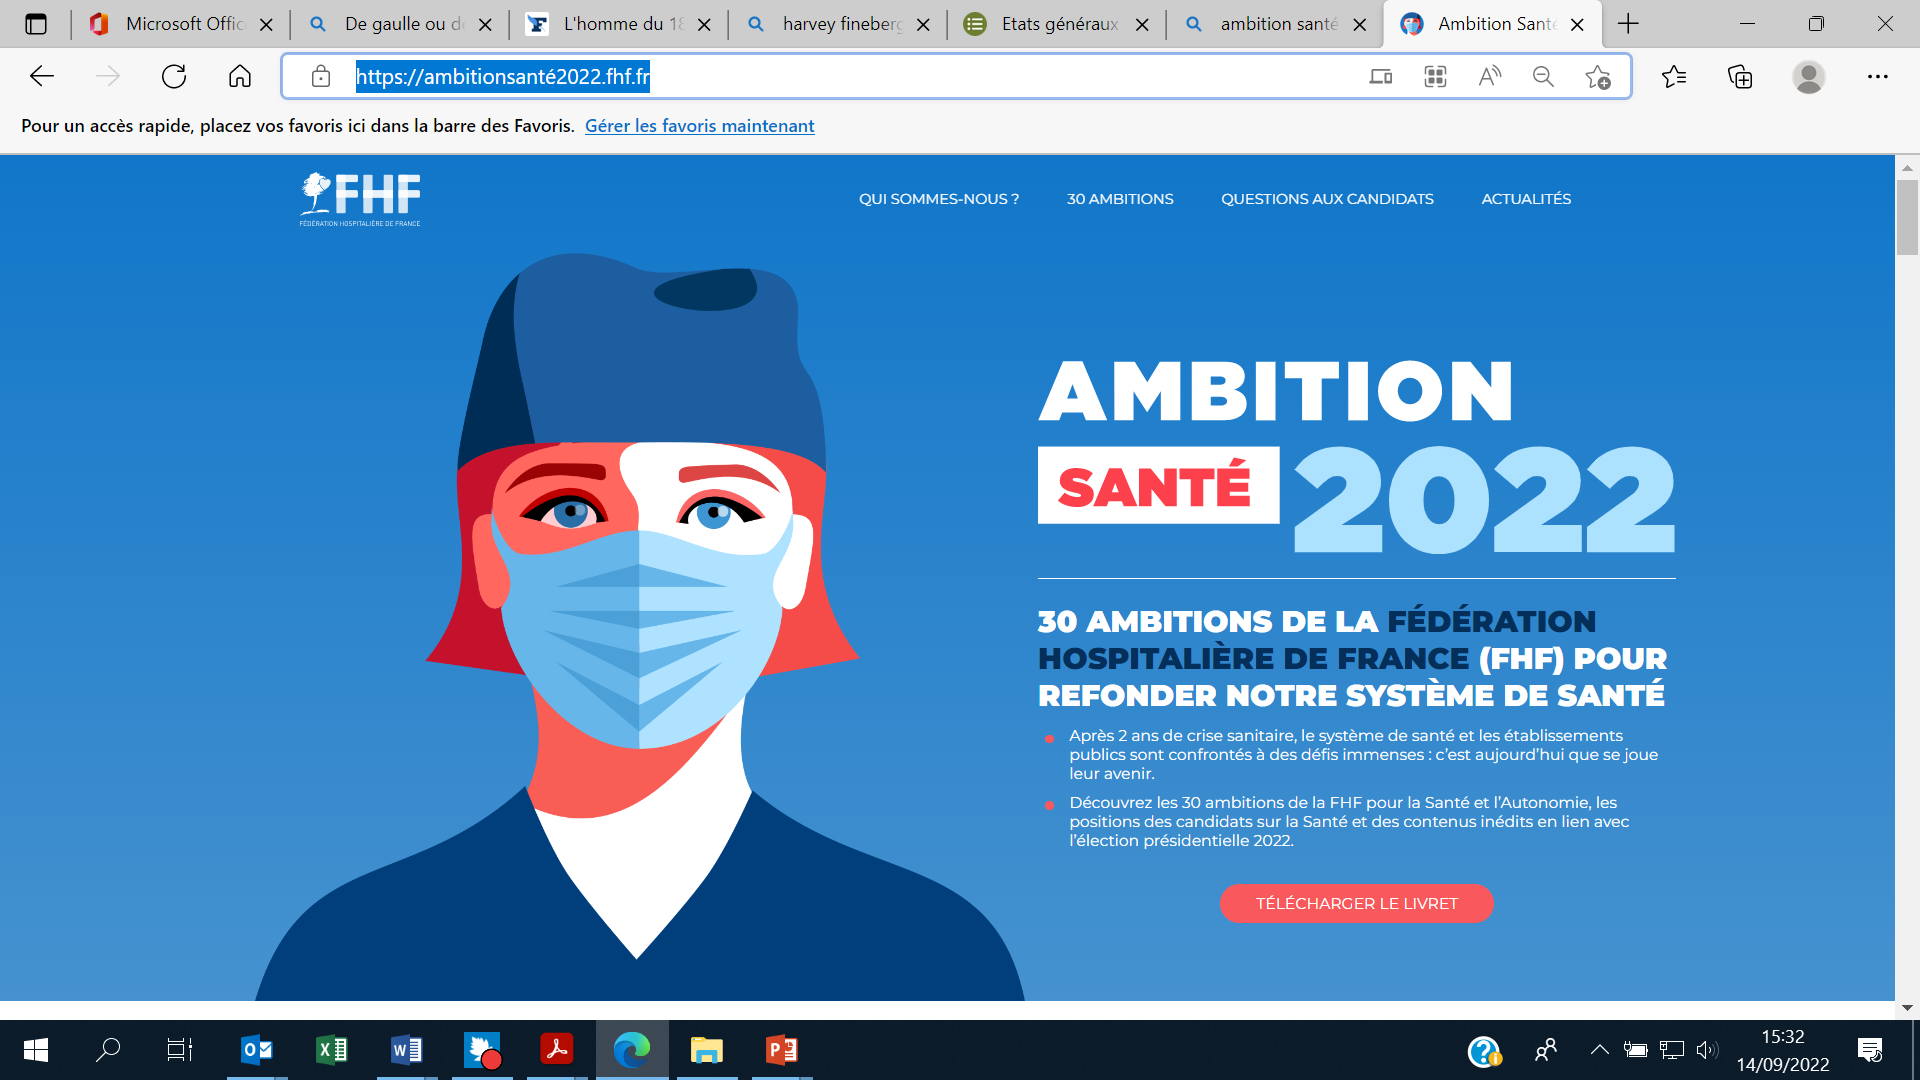 Microsoft Offic
De gaulle ou de
L'homme du 18
harvey fineberg
Etats généraux
ambition santé
Ambition Santé
https://ambitionsanté2022.fhf.fr
Pour un accès rapide, placez vos favoris ici dans la barre des Favoris. Gérer les favoris maintenant
FHF
FÉDÉRATION HOSPITALIÈRE DE FRANCE
QUI SOMMES-NOUS ?
30 AMBITIONS
QUESTIONS AUX CANDIDATS
ACTUALITÉS
AMBITION
SANTÉ 2022
30 AMBITIONS DE LA FÉDÉRATION
HOSPITALIÈRE DE FRANCE (FHF) POUR
REFONDER NOTRE SYSTÈME DE SANTÉ
Après 2 ans de crise sanitaire, le système de santé et les établissements
publics sont confrontés à des défis immenses : c’est aujourd’hui que se joue
leur avenir.
Découvrez les 30 ambitions de la FHF pour la Santé et l’Autonomie, les
positions des candidats sur la Santé et des contenus inédits en lien avec
l’élection présidentielle 2022.
TÉLÉCHARGER LE LIVRET
15:32
14/09/2022